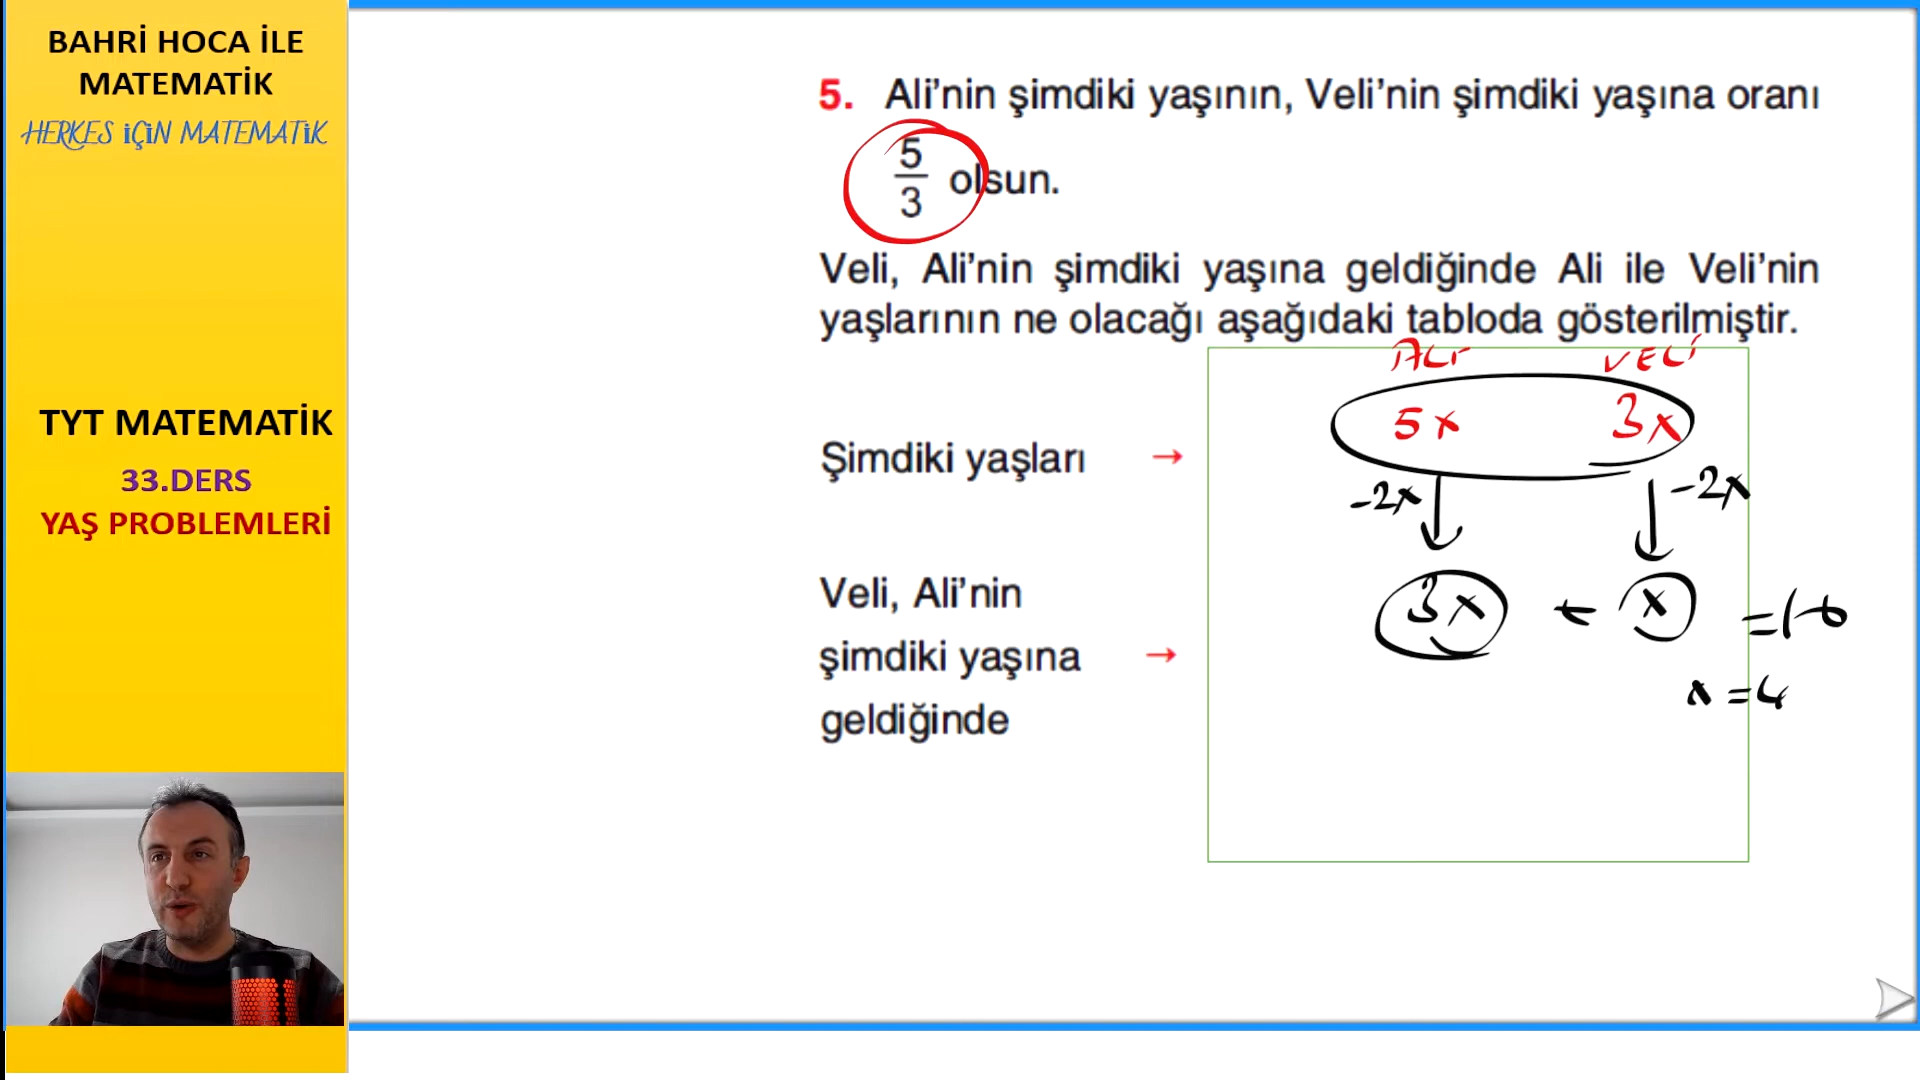 BAHRİ HOCA İLE
MATEMATİK
HERKES İÇİN MATEMATİK
TYT MATEMATİK
33.DERS
YAŞ PROBLEMLERİ
5. Ali’nin şimdiki yaşının, Veli’nin şimdiki yaşına oranı
5/3 olsun.
Veli, Ali’nin şimdiki yaşına geldiğinde Ali ile Veli’nin
yaşlarının ne olacağı aşağıdaki tabloda gösterilmiştir.
ALİ VELİ
Şimdiki yaşları → 5x 3x
-2x -2x
Veli, Ali’nin
şimdiki yaşına →
geldiğinde
3x + x =16
x =4